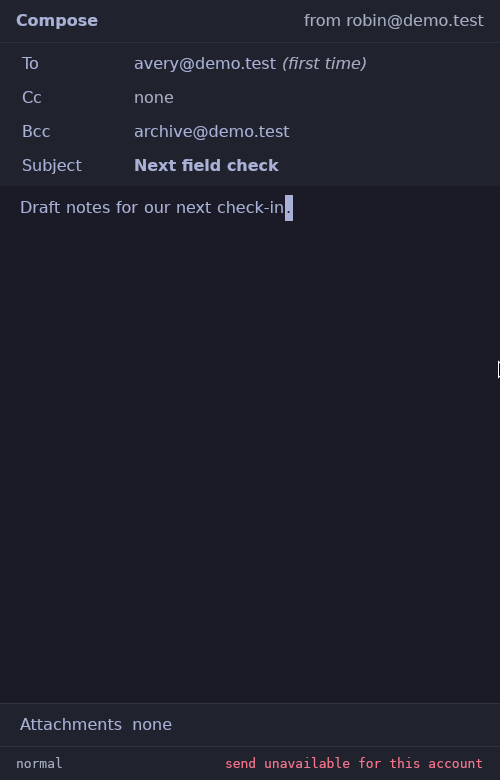 Compose from robin@demo.test
To avery@demo.test (first time)
Cc none
Bcc archive@demo.test
Subject Next field check
Draft notes for our next check-in.
Attachments none
normal send unavailable for this account